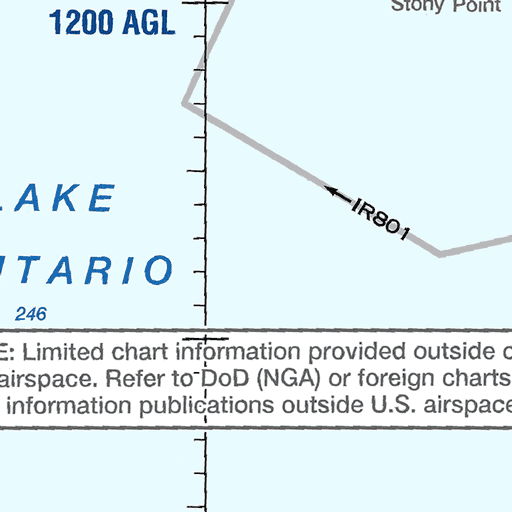 Stony Point
1200 AGL
LAKE
IR801
NTARIO
246
E: Limited chart information provided outside
airspace. Refer to DoD (NGA) or foreign charts
information publications outside U.S. airspace